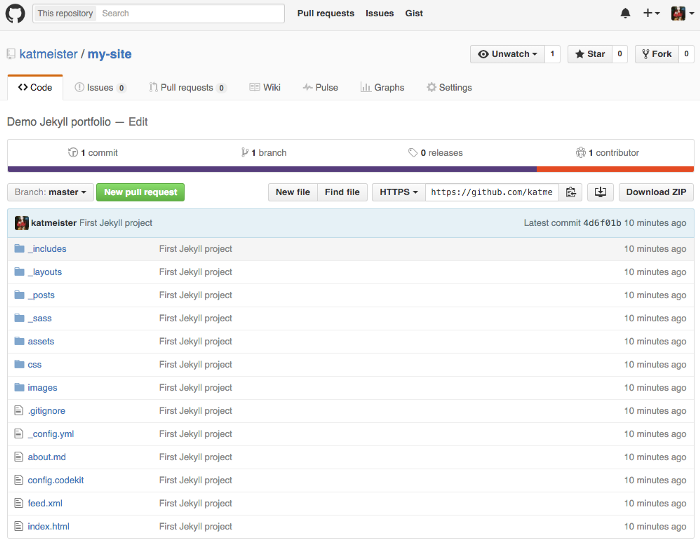 This repository Search Pull requests Issues Gist
katmeister / my-site Unwatch 1 Star 0 Fork 0
Code Issues 0 Pull requests 0 Wiki Pulse Graphs Settings
Demo Jekyll portfolio — Edit
1 commit 1 branch 0 releases 1 contributor
Branch: master New pull request New file Find file HTTPS https://github.com/katme Download ZIP
katmeister First Jekyll project Latest commit 4d6f01b 10 minutes ago
_includes First Jekyll project 10 minutes ago
_layouts First Jekyll project 10 minutes ago
_posts First Jekyll project 10 minutes ago
_sass First Jekyll project 10 minutes ago
assets First Jekyll project 10 minutes ago
css First Jekyll project 10 minutes ago
images First Jekyll project 10 minutes ago
.gitignore First Jekyll project 10 minutes ago
_config.yml First Jekyll project 10 minutes ago
about.md First Jekyll project 10 minutes ago
config.codekit First Jekyll project 10 minutes ago
feed.xml First Jekyll project 10 minutes ago
index.html First Jekyll project 10 minutes ago